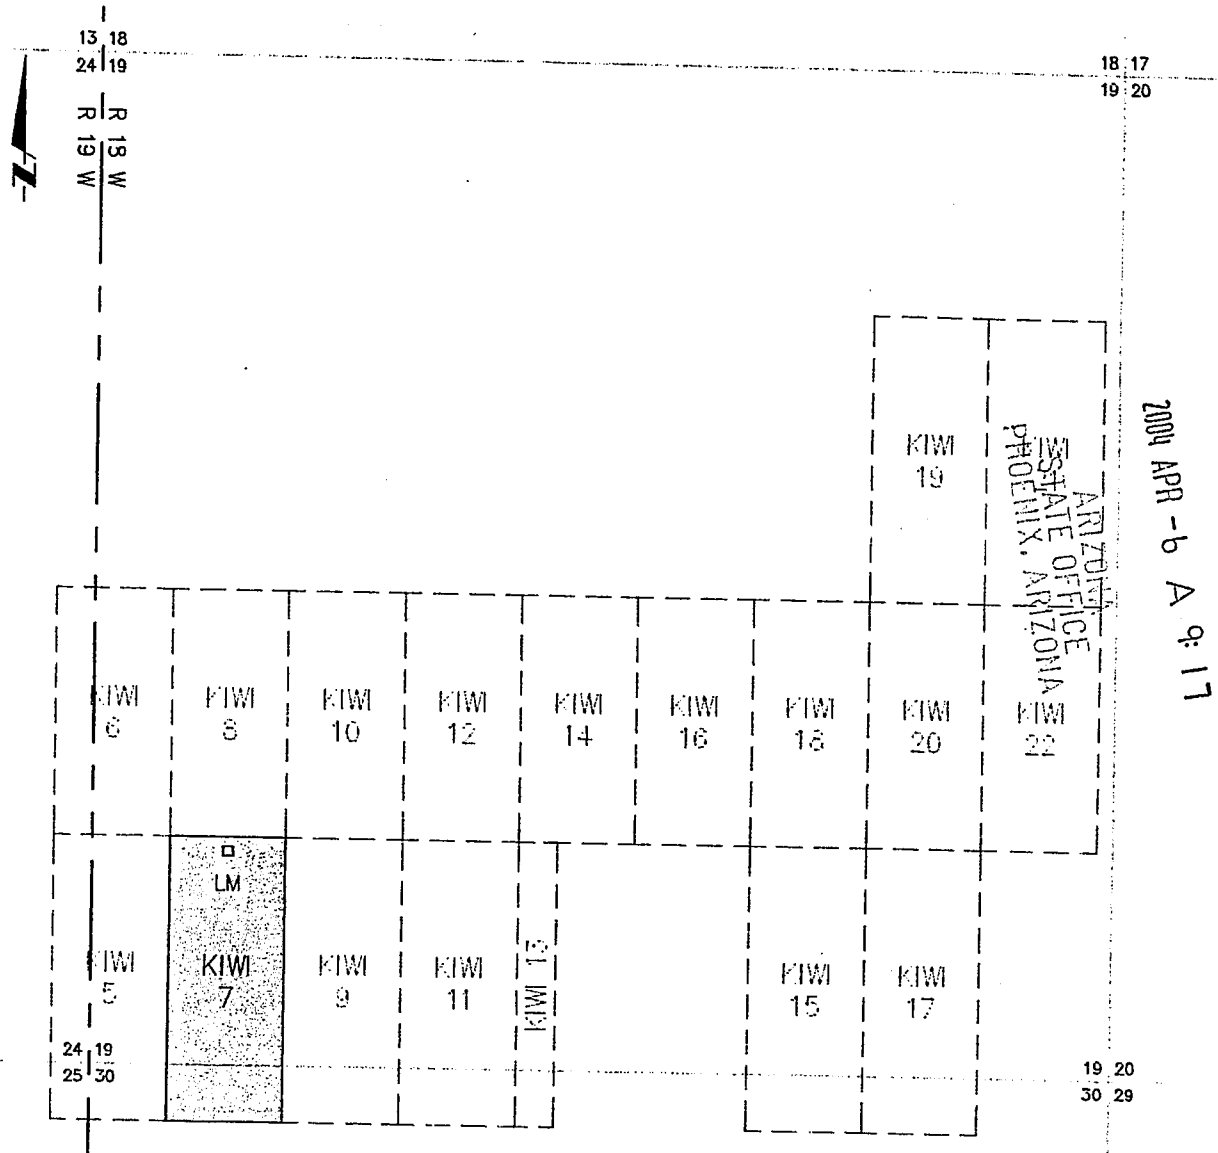 13 18
24 19
R 18 W
R 19 W
18 17
19 20
Z
KIWI
19
KIWI
2004 APR -6 A 9:17
ARIZONA
STATE OFFICE
PHOENIX, ARIZONA
KIWI
6
KIWI
8
KIWI
10
KIWI
12
KIWI
14
KIWI
16
KIWI
18
KIWI
20
KIWI
22
LM
KIWI
5
KIWI
7
KIWI
9
KIWI
11
KIWI 13
KIWI
15
KIWI
17
24 19
25 30
19 20
30 29